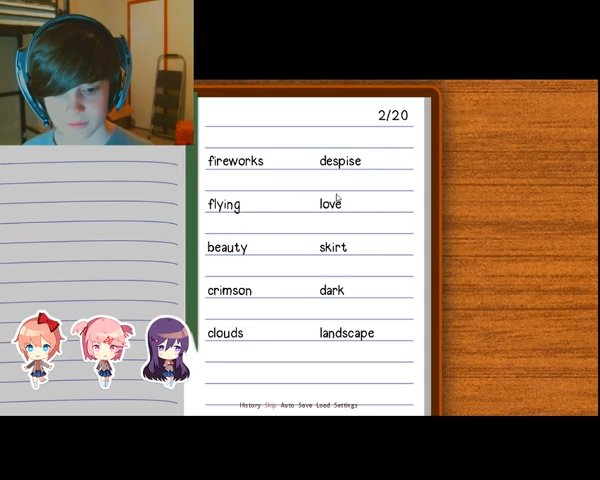 2/20
fireworks despise
flying love
beauty skirt
crimson dark
clouds landscape
History Skip Auto Save Load Settings